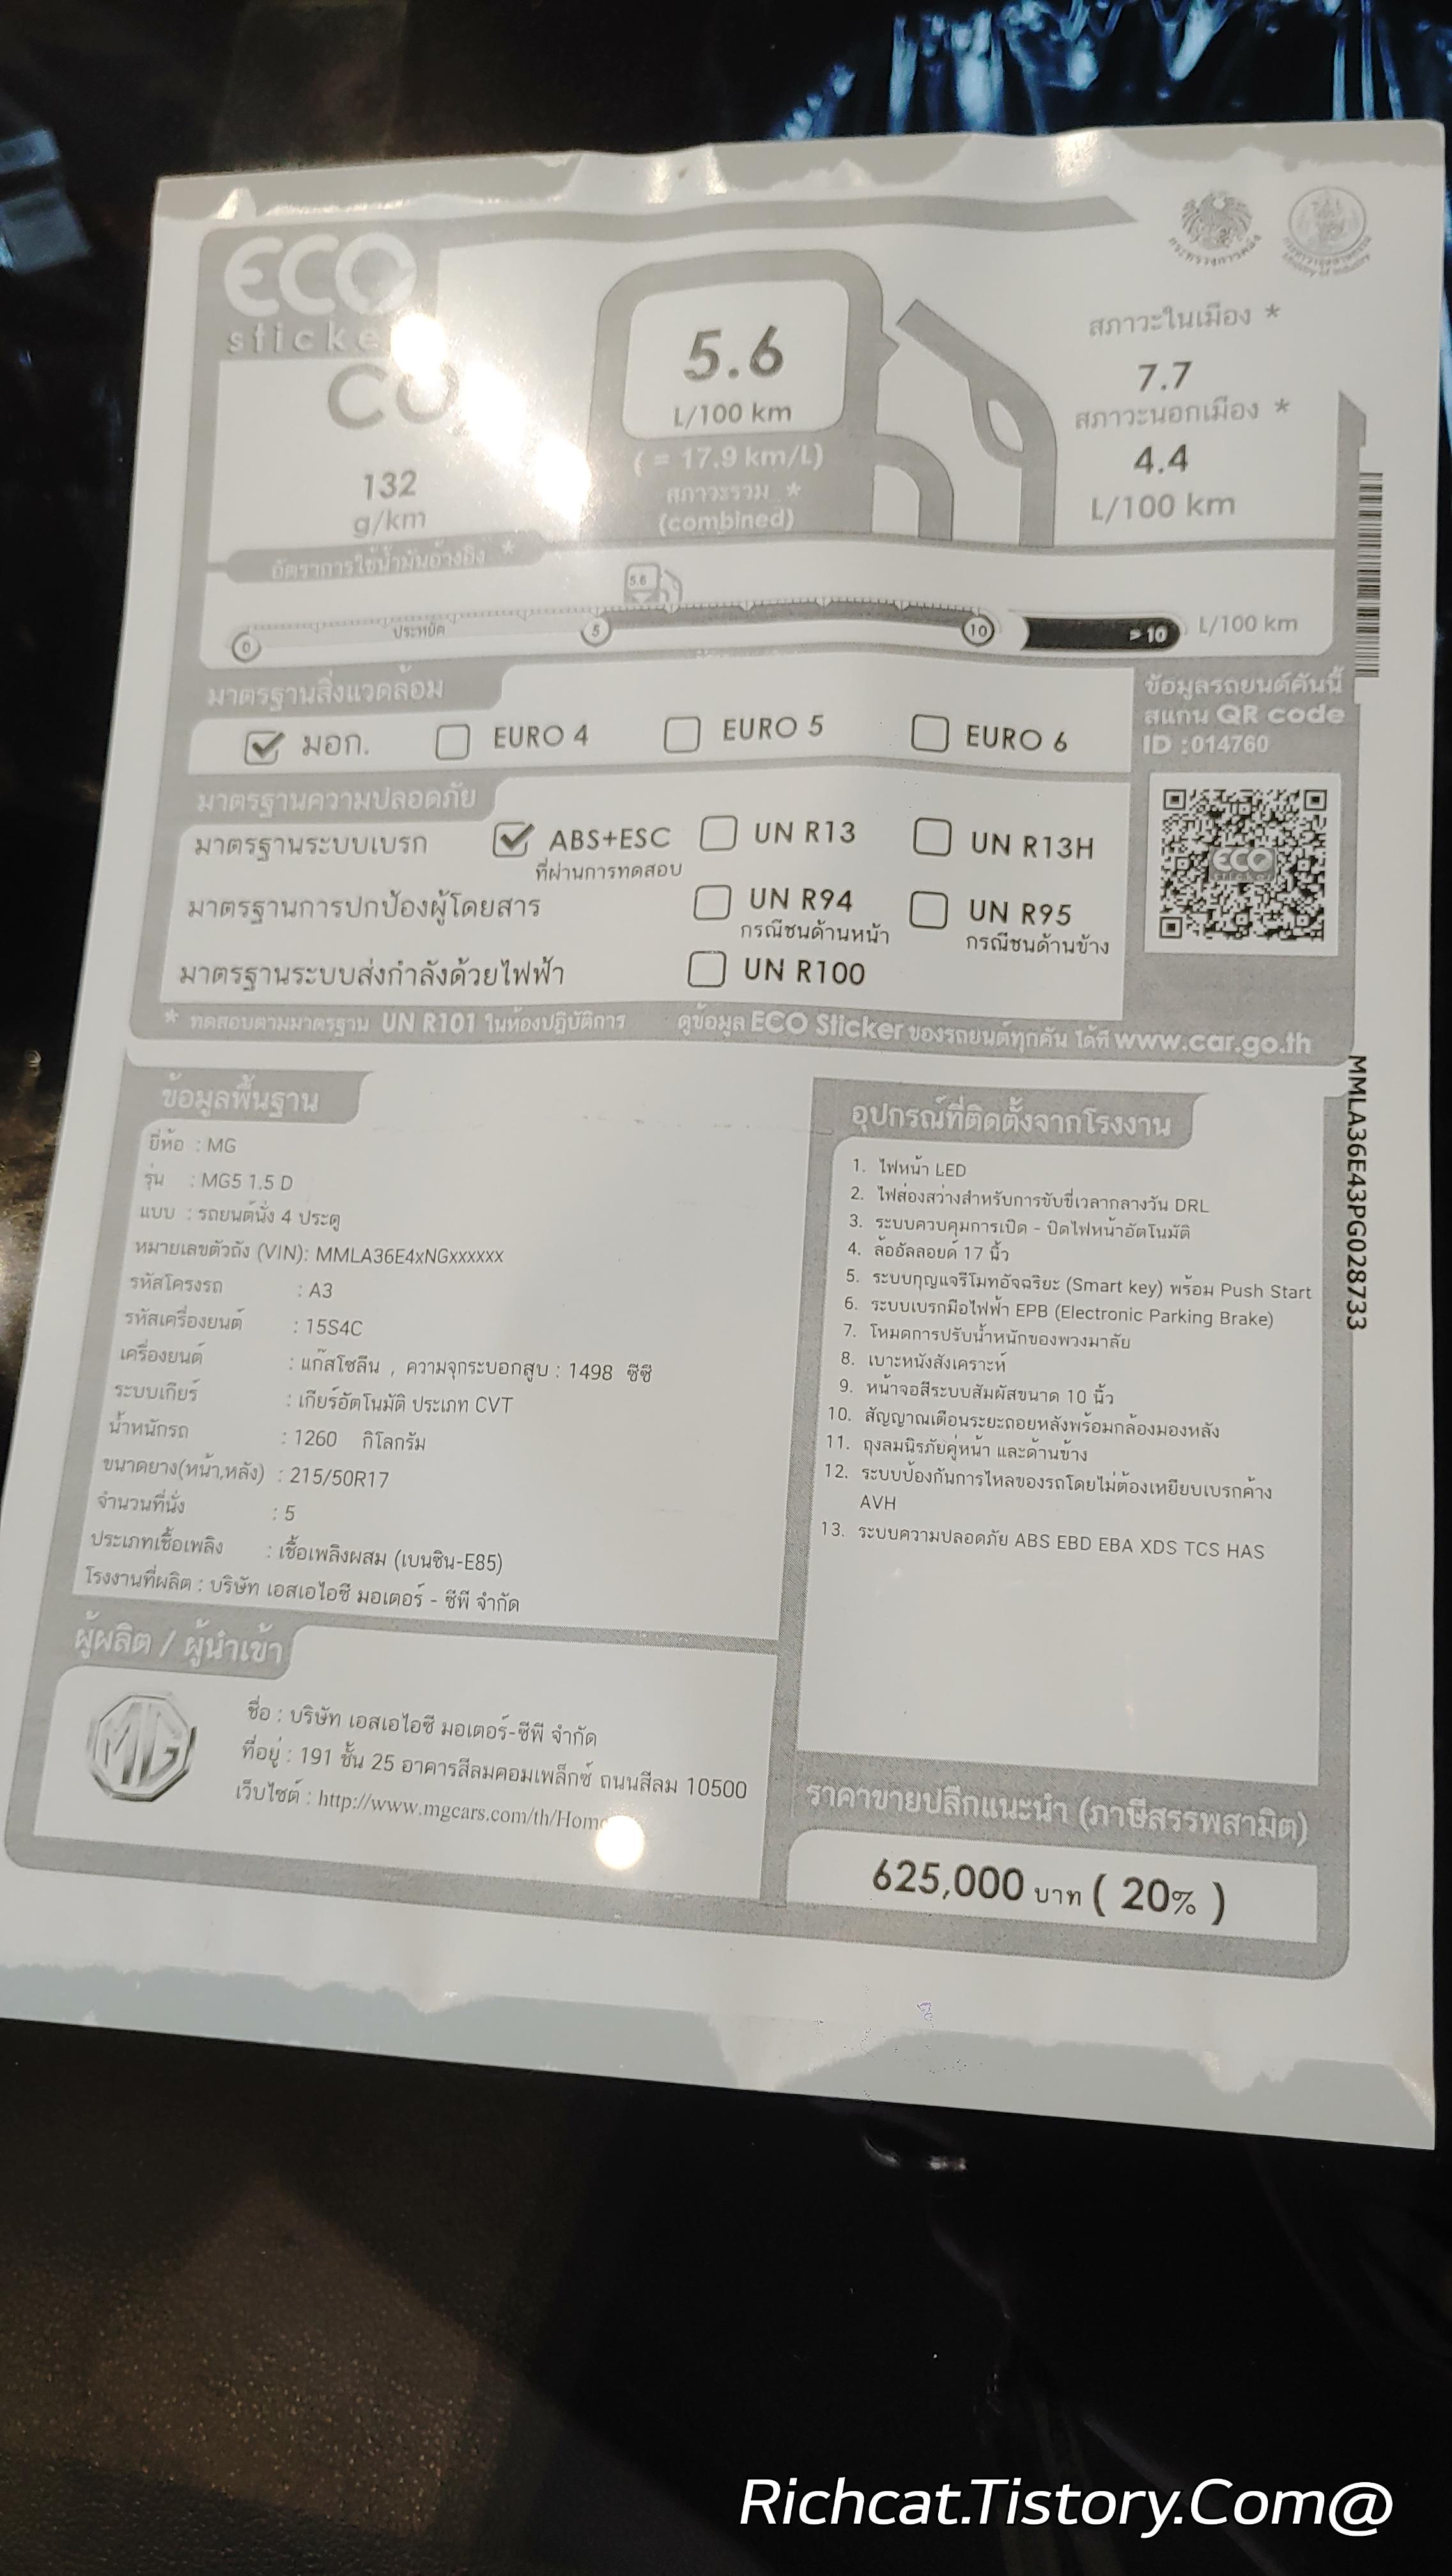 ECO
sticker
CO
132
g/km
5.6
L/100 km
( = 17.9 km/L)
สภาวะรวม *
(combined)
กระทรวงการคลัง
Ministry of Industry
สภาวะในเมือง *
7.7
สภาวะนอกเมือง *
4.4
L/100 km
อัตราการใช้น้ำมันอ้างอิง *
5.6
0 ประหยัด 5 10 > 10 L/100 km
มาตรฐานสิ่งแวดล้อม
มอก. EURO 4 EURO 5 EURO 6
ข้อมูลรถยนต์คันนี้
สแกน QR code
ID :014760
ECO
sticker
มาตรฐานความปลอดภัย
มาตรฐานระบบเบรก ABS+ESC UN R13 UN R13H
ที่ผ่านการทดสอบ
มาตรฐานการปกป้องผู้โดยสาร UN R94 UN R95
กรณีชนด้านหน้า กรณีชนด้านข้าง
มาตรฐานระบบส่งกำลังด้วยไฟฟ้า UN R100
* ทดสอบตามมาตรฐาน UN R101 ในห้องปฏิบัติการ ดูข้อมูล ECO Sticker ของรถยนต์ทุกคัน ได้ที่ www.car.go.th
MMLA36E43PG028733
ข้อมูลพื้นฐาน
ยี่ห้อ : MG
รุ่น : MG5 1.5 D
แบบ : รถยนต์นั่ง 4 ประตู
หมายเลขตัวถัง (VIN): MMLA36E4xNGxxxxxx
รหัสโครงรถ : A3
รหัสเครื่องยนต์ : 15S4C
เครื่องยนต์ : แก๊สโซลีน , ความจุกระบอกสูบ : 1498 ซีซี
ระบบเกียร์ : เกียร์อัตโนมัติ ประเภท CVT
น้ำหนักรถ : 1260 กิโลกรัม
ขนาดยาง(หน้า,หลัง) : 215/50R17
จำนวนที่นั่ง : 5
ประเภทเชื้อเพลิง : เชื้อเพลิงผสม (เบนซิน-E85)
โรงงานที่ผลิต : บริษัท เอสเอไอซี มอเตอร์ - ซีพี จำกัด
อุปกรณ์ที่ติดตั้งจากโรงงาน
1. ไฟหน้า LED
2. ไฟส่องสว่างสำหรับการขับขี่เวลากลางวัน DRL
3. ระบบควบคุมการเปิด - ปิดไฟหน้าอัตโนมัติ
4. ล้ออัลลอยด์ 17 นิ้ว
5. ระบบกุญแจรีโมทอัจฉริยะ (Smart key) พร้อม Push Start
6. ระบบเบรกมือไฟฟ้า EPB (Electronic Parking Brake)
7. โหมดการปรับน้ำหนักของพวงมาลัย
8. เบาะหนังสังเคราะห์
9. หน้าจอสีระบบสัมผัสขนาด 10 นิ้ว
10. สัญญาณเตือนระยะถอยหลังพร้อมกล้องมองหลัง
11. ถุงลมนิรภัยคู่หน้า และด้านข้าง
12. ระบบป้องกันการไหลของรถโดยไม่ต้องเหยียบเบรกค้าง
AVH
13. ระบบความปลอดภัย ABS EBD EBA XDS TCS HAS
ผู้ผลิต / ผู้นำเข้า
MG
ชื่อ : บริษัท เอสเอไอซี มอเตอร์-ซีพี จำกัด
ที่อยู่ : 191 ชั้น 25 อาคารสีลมคอมเพล็กซ์ ถนนสีลม 10500
เว็บไซต์ : http://www.mgcars.com/th/Home
ราคาขายปลีกแนะนำ (ภาษีสรรพสามิต)
625,000 บาท ( 20% )
Richcat.Tistory.Com@